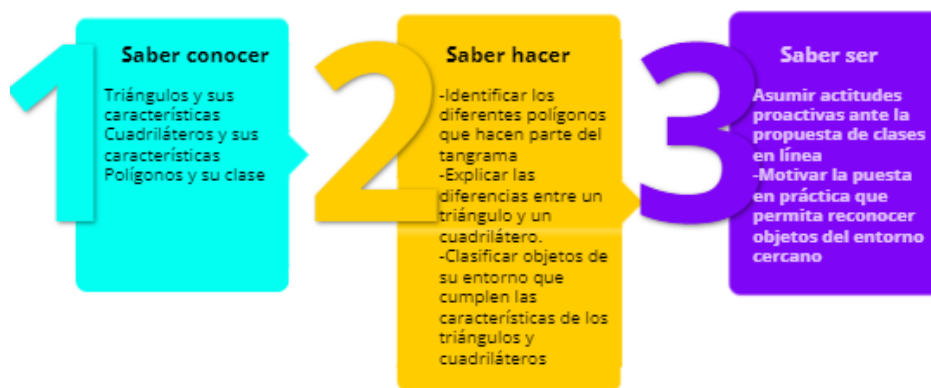 1
Saber conocer
Triángulos y sus
características
Cuadriláteros y sus
características
Polígonos y su clase
2
Saber hacer
-Identificar los
diferentes polígonos
que hacen parte del
tangrama
-Explicar las
diferencias entre un
triángulo y un
cuadrilátero.
-Clasificar objetos de
su entorno que
cumplen las
características de los
triángulos y
cuadriláteros
3
Saber ser
Asumir actitudes
proactivas ante la
propuesta de clases
en línea
-Motivar la puesta
en práctica que
permita reconocer
objetos del entorno
cercano